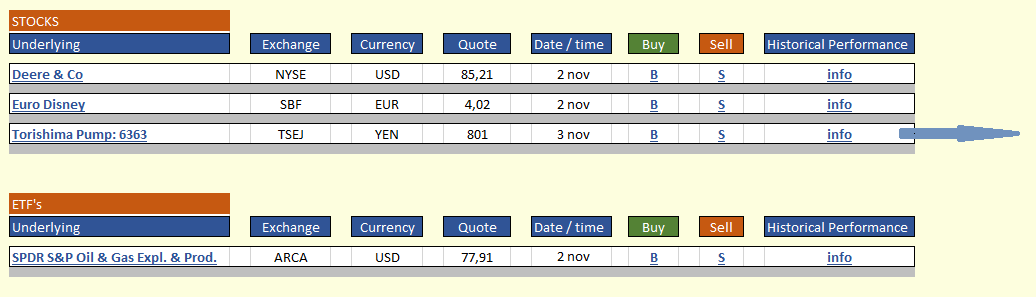 STOCKS
Underlying Exchange Currency Quote Date / time Buy Sell Historical Performance
Deere & Co NYSE USD 85,21 2 nov B S info
Euro Disney SBF EUR 4,02 2 nov B S info
Torishima Pump: 6363 TSEJ YEN 801 3 nov B S info
ETF's
Underlying Exchange Currency Quote Date / time Buy Sell Historical Performance
SPDR S&P Oil & Gas Expl. & Prod. ARCA USD 77,91 2 nov B S info